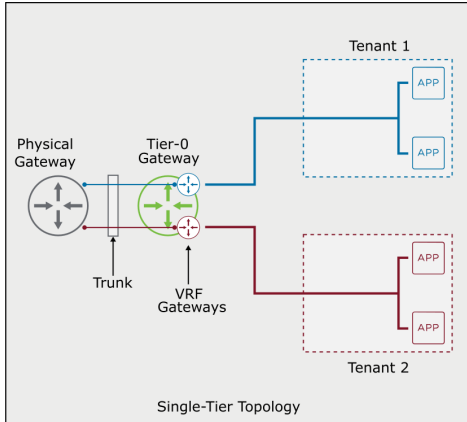 Tenant 1
APP
APP
Physical
Gateway
Tier-0
Gateway
Trunk
VRF
Gateways
APP
APP
Tenant 2
Single-Tier Topology